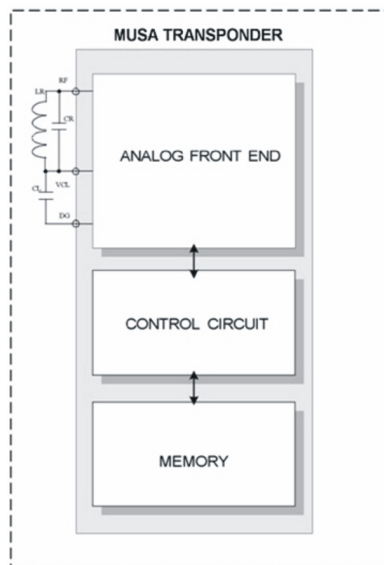 MUSA TRANSPONDER
RF
LR
CR
ANALOG FRONT END
CL
VCL
DG
CONTROL CIRCUIT
MEMORY